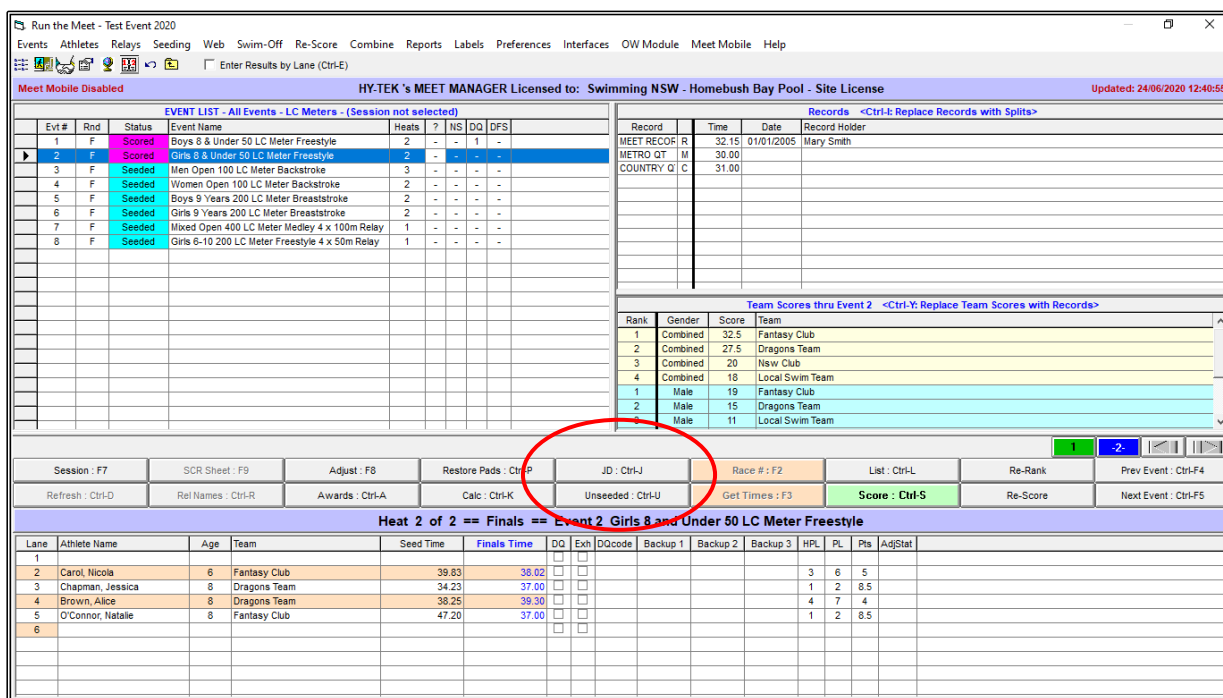 Run the Meet - Test Event 2020
Events Athletes Relays Seeding Web Swim-Off Re-Score Combine Reports Labels Preferences Interfaces OW Module Meet Mobile Help
Enter Results by Lane (Ctrl-E)
Meet Mobile Disabled HY-TEK 's MEET MANAGER Licensed to: Swimming NSW - Homebush Bay Pool - Site License Updated: 24/06/2020 12:40:55
EVENT LIST - All Events - LC Meters - (Session not selected)
Evt # Rnd Status Event Name Heats ? NS DQ DFS
1 F Scored Boys 8 & Under 50 LC Meter Freestyle 2 - - 1 -
2 F Scored Girls 8 & Under 50 LC Meter Freestyle 2 - - - -
3 F Seeded Men Open 100 LC Meter Backstroke 3 - - - -
4 F Seeded Women Open 100 LC Meter Backstroke 2 - - - -
5 F Seeded Boys 9 Years 200 LC Meter Breaststroke 2 - - - -
6 F Seeded Girls 9 Years 200 LC Meter Breaststroke 2 - - - -
7 F Seeded Mixed Open 400 LC Meter Medley 4 x 100m Relay 1 - - - -
8 F Seeded Girls 6-10 200 LC Meter Freestyle 4 x 50m Relay 1 - - - -
Records <Ctrl-I: Replace Records with Splits>
Record Time Date Record Holder
MEET RECOF R 32.15 01/01/2005 Mary Smith
METRO QT M 30.00
COUNTRY Q C 31.00
Team Scores thru Event 2 <Ctrl-Y: Replace Team Scores with Records>
Rank Gender Score Team
1 Combined 32.5 Fantasy Club
2 Combined 27.5 Dragons Team
3 Combined 20 Nsw Club
4 Combined 18 Local Swim Team
1 Male 19 Fantasy Club
2 Male 15 Dragons Team
Male 11 Local Swim Team
1 -2-
Session : F7 SCR Sheet : F9 Adjust : F8 Restore Pads : Ctrl-P JD : Ctrl-J Race # : F2 List : Ctrl-L Re-Rank Prev Event : Ctrl-F4
Refresh : Ctrl-D Rel Names : Ctrl-R Awards : Ctrl-A Calc : Ctrl-K Unseeded : Ctrl-U Get Times : F3 Score : Ctrl-S Re-Score Next Event : Ctrl-F5
Heat 2 of 2 == Finals == Event 2 Girls 8 and Under 50 LC Meter Freestyle
Lane Athlete Name Age Team Seed Time Finals Time DQ Exh DQcode Backup 1 Backup 2 Backup 3 HPL PL Pts AdjStat
1
2 Carol, Nicola 6 Fantasy Club 39.83 38.02 3 6 5
3 Chapman, Jessica 8 Dragons Team 34.23 37.00 1 2 8.5
4 Brown, Alice 8 Dragons Team 38.25 39.30 4 7 4
5 O'Connor, Natalie 8 Fantasy Club 47.20 37.00 1 2 8.5
6